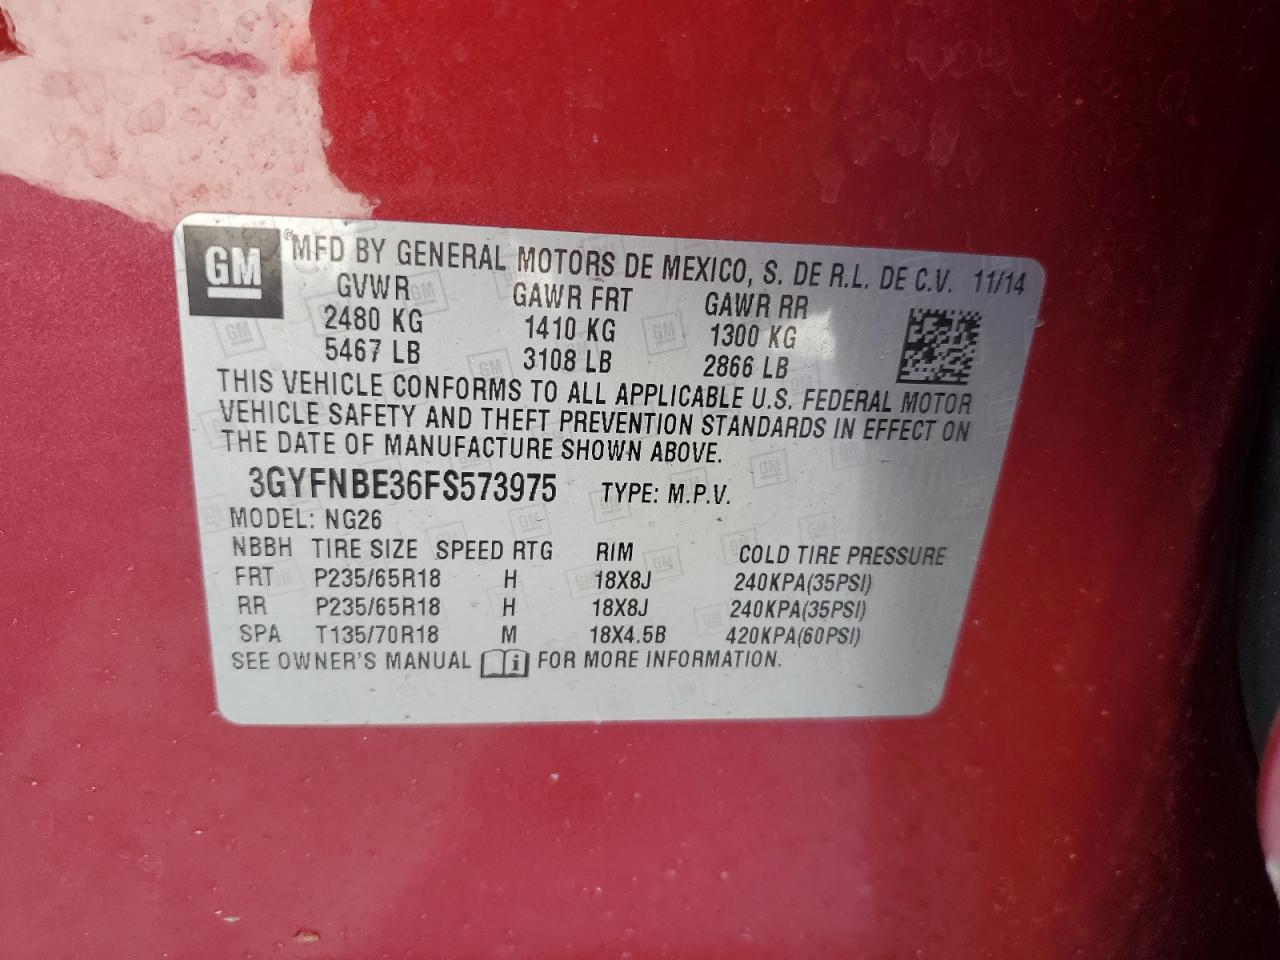 GM ® MFD BY GENERAL MOTORS DE MEXICO, S. DE R.L. DE C.V. 11/14
GVWR GAWR FRT GAWR RR
2480 KG 1410 KG 1300 KG
5467 LB 3108 LB 2866 LB
THIS VEHICLE CONFORMS TO ALL APPLICABLE U.S. FEDERAL MOTOR
VEHICLE SAFETY AND THEFT PREVENTION STANDARDS IN EFFECT ON
THE DATE OF MANUFACTURE SHOWN ABOVE.
3GYFNBE36FS573975 TYPE: M.P.V.
MODEL: NG26
NBBH TIRE SIZE SPEED RTG RIM COLD TIRE PRESSURE
FRT P235/65R18 H 18X8J 240KPA(35PSI)
RR P235/65R18 H 18X8J 240KPA(35PSI)
SPA T135/70R18 M 18X4.5B 420KPA(60PSI)
SEE OWNER'S MANUAL FOR MORE INFORMATION.